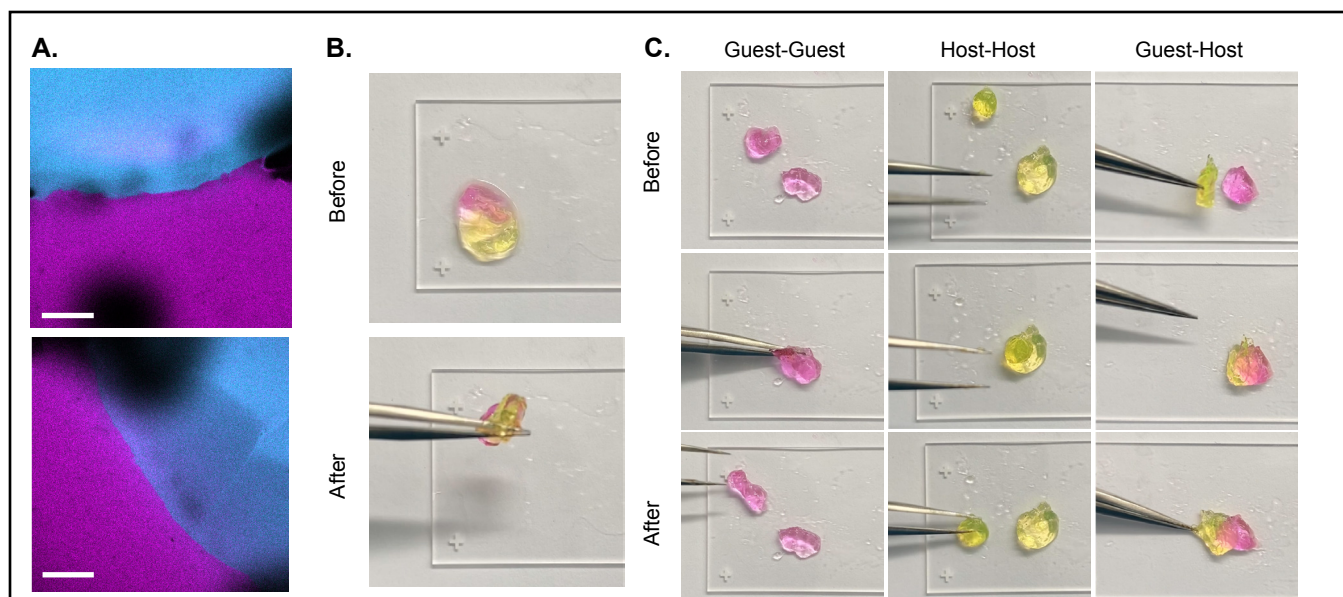 A.
B.
C.
Guest-Guest
Host-Host
Guest-Host
Before
After
Before
After